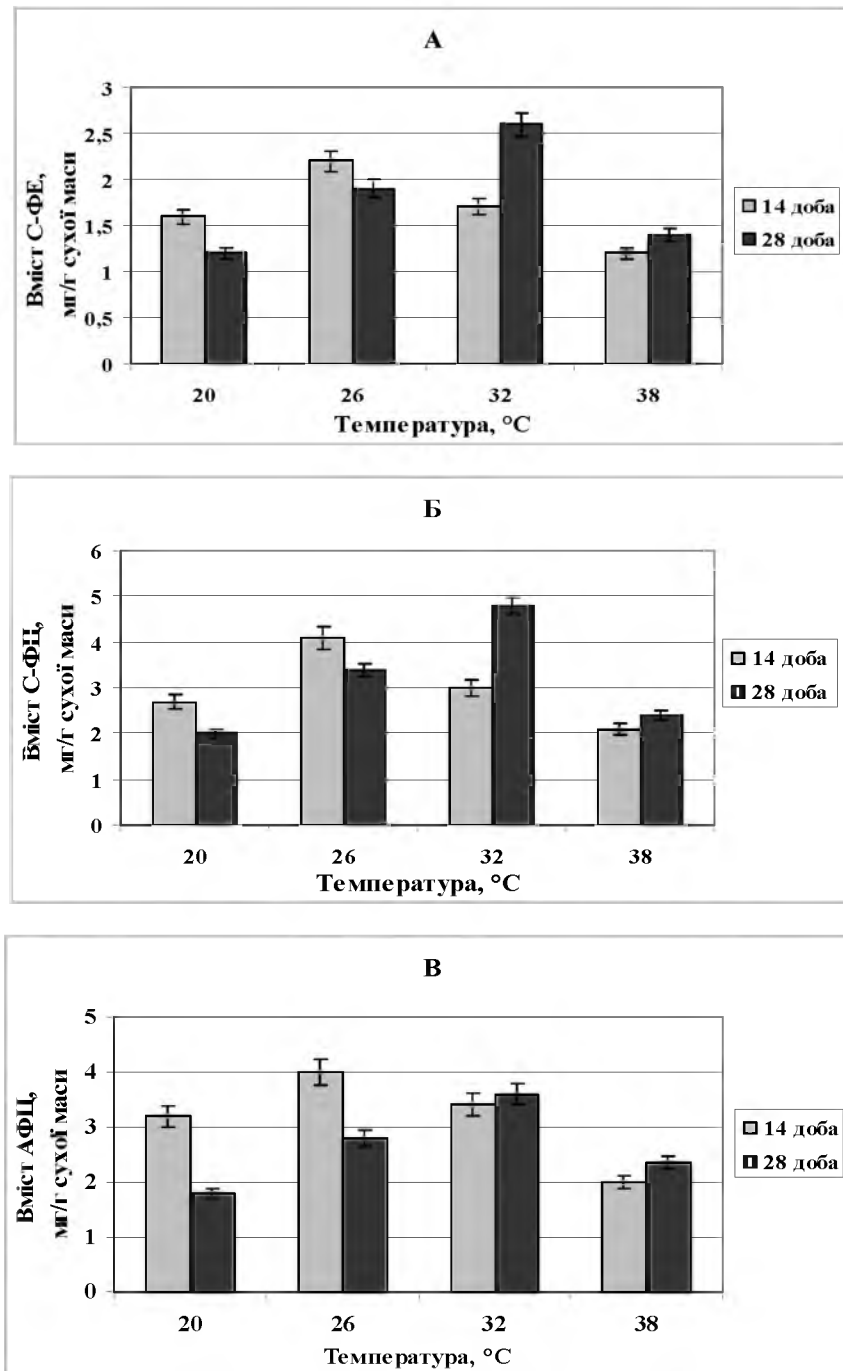 А
Вміст С-ФЕ,
мг/г сухої маси
3
2,5
2
1,5
1
0,5
0
20 26 32 38
Температура, °С
14 доба
28 доба
Б
Вміст С-ФЦ,
мг/г сухої маси
6
5
4
3
2
1
0
20 26 32 38
Температура, °С
14 доба
28 доба
В
Вміст АФЦ,
мг/г сухої маси
5
4
3
2
1
0
20 26 32 38
Температура, °С
14 доба
28 доба